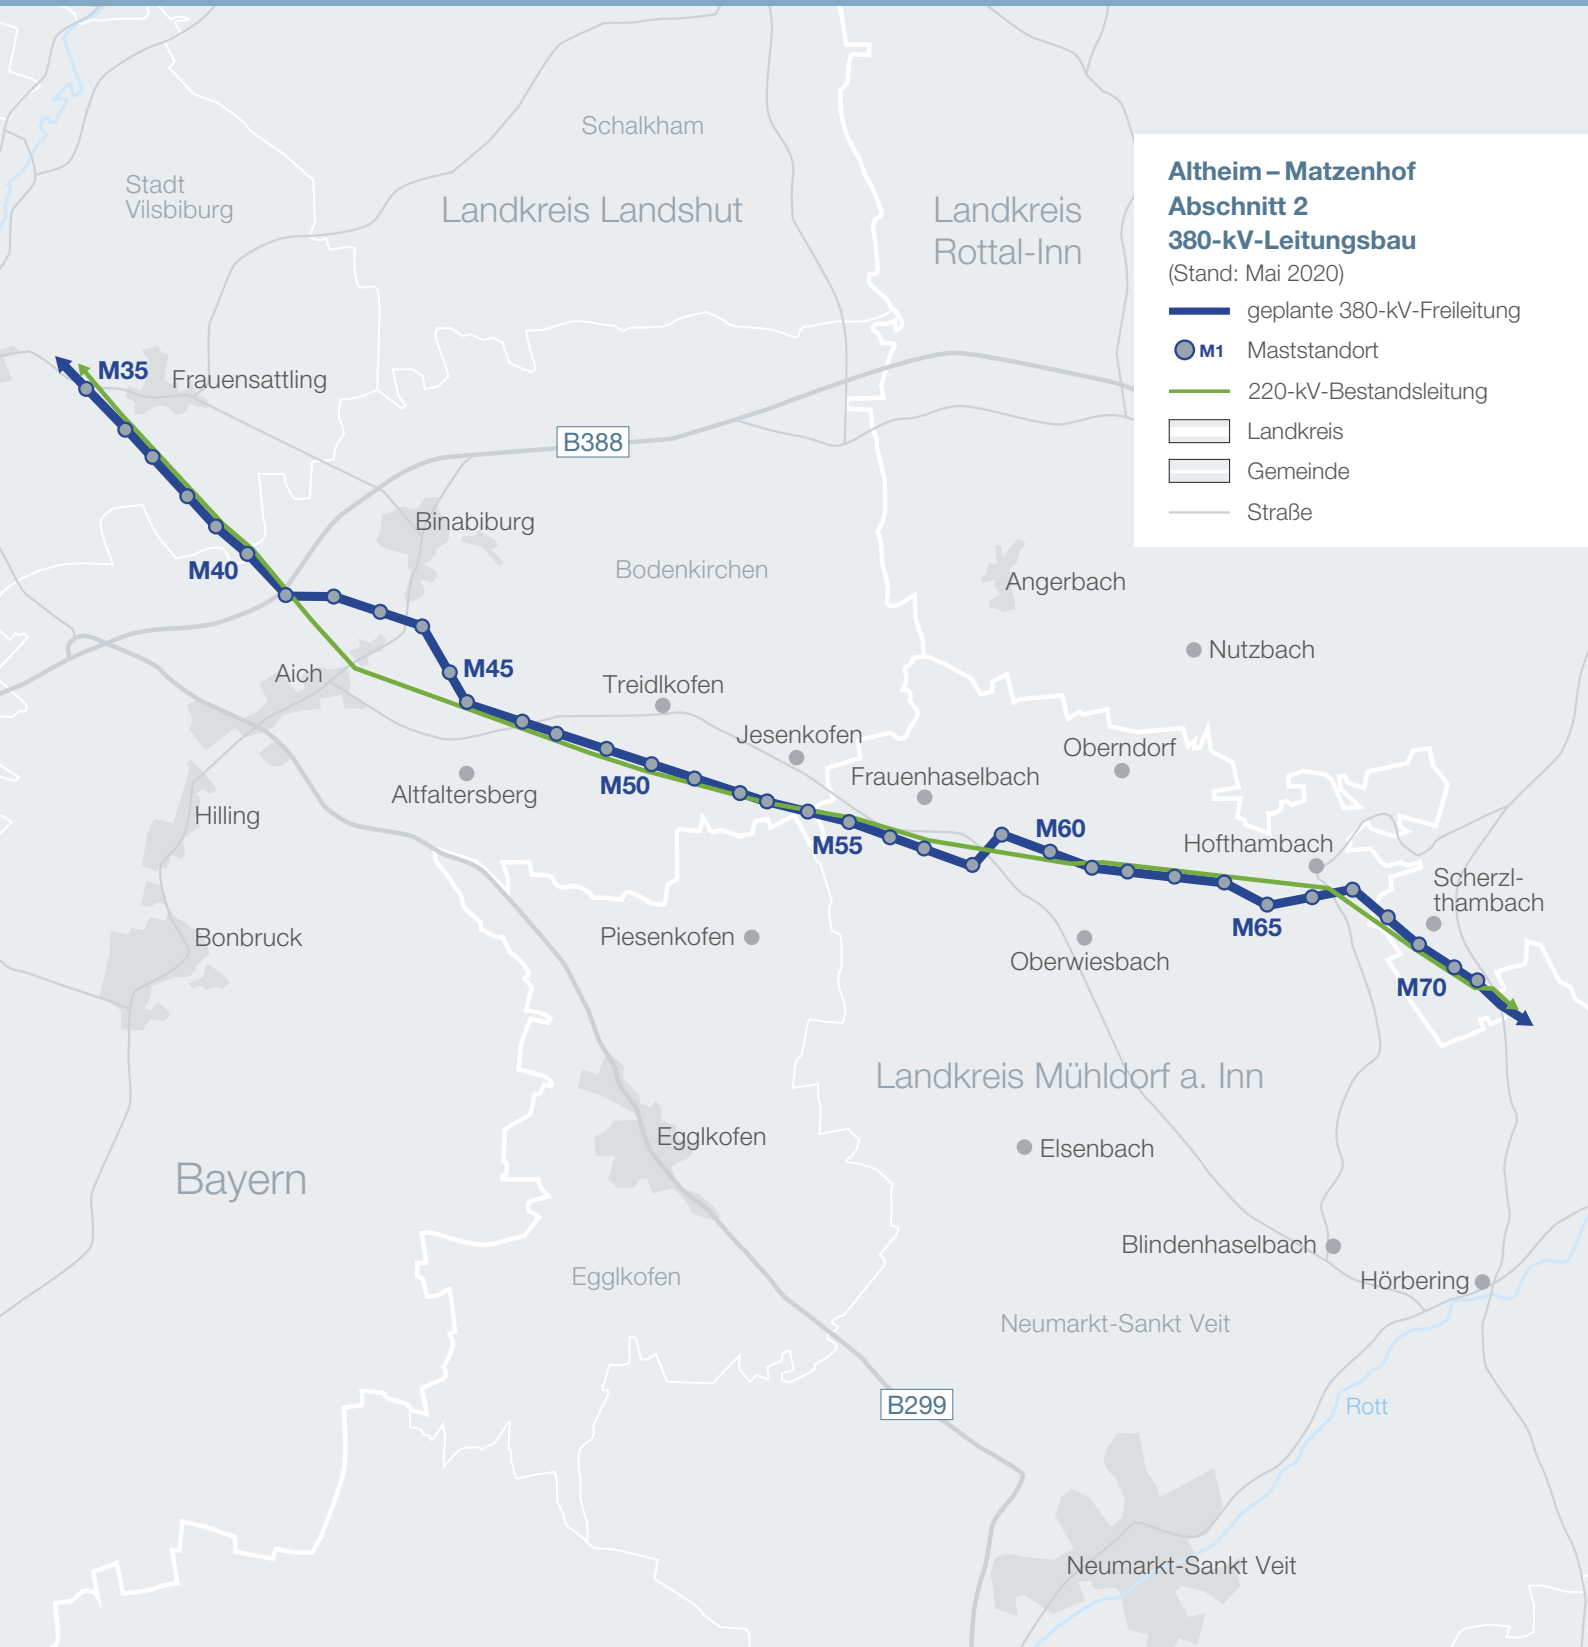 Schalkham
Stadt
Vilsbiburg
Landkreis Landshut
Landkreis
Rottal-Inn
Altheim – Matzenhof
Abschnitt 2
380-kV-Leitungsbau
(Stand: Mai 2020)
geplante 380-kV-Freileitung
M1 Maststandort
220-kV-Bestandsleitung
Landkreis
Gemeinde
Straße
M35
Frauensattling
B388
Binabiburg
M40
Bodenkirchen
Angerbach
Nutzbach
Aich
M45
Treidlkofen
Jesenkofen
Oberndorf
Frauenhaselbach
Altfaltersberg
M50
Hilling
M55
M60
Hofthambach
Scherzl-
thambach
M65
Bonbruck
Piesenkofen
Oberwiesbach
M70
Landkreis Mühldorf a. Inn
Egglkofen
Elsenbach
Bayern
Blindenhaselbach
Egglkofen
Hörbering
Neumarkt-Sankt Veit
B299
Rott
Neumarkt-Sankt Veit